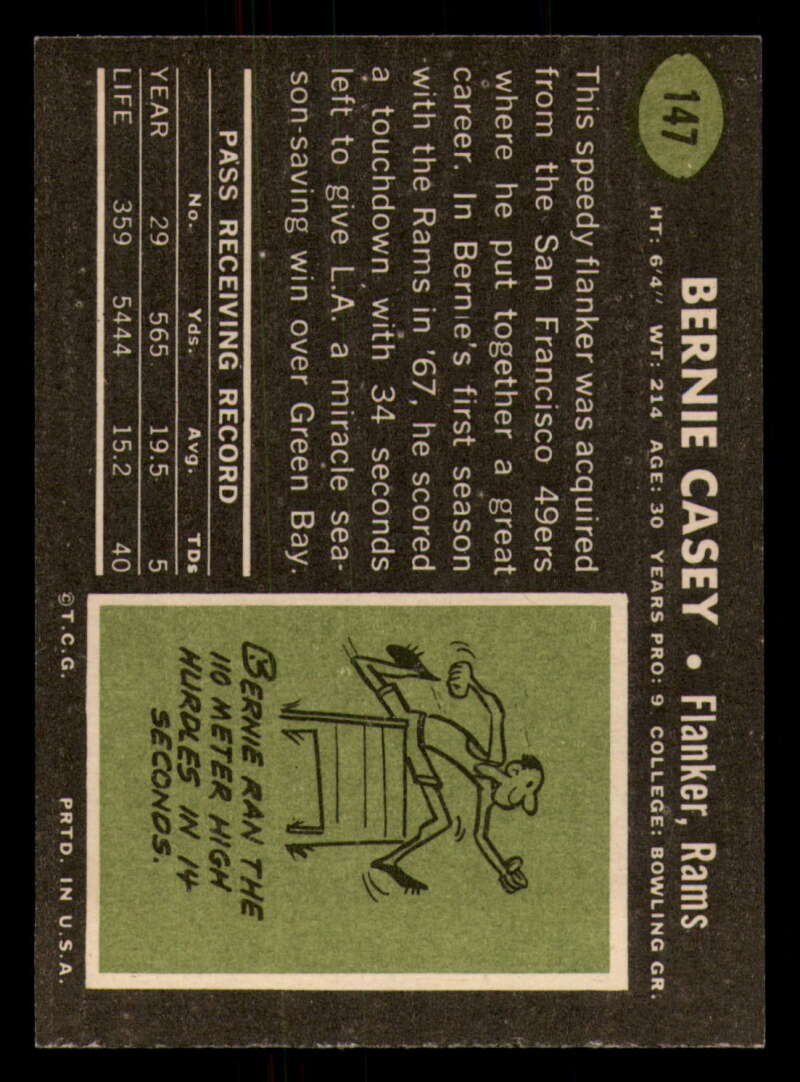 147
BERNIE CASEY • Flanker, Rams
HT: 6'4" WT: 214 AGE: 30 YEARS PRO: 9 COLLEGE: BOWLING GR.
This speedy flanker was acquired
from the San Francisco 49ers
where he put together a great
career. In Bernie's first season
with the Rams in '67, he scored
a touchdown with 34 seconds
left to give L.A. a miracle sea-
son-saving win over Green Bay.
PASS RECEIVING RECORD
No. Yds. Avg. TDs
YEAR 29 565 19.5 5
LIFE 359 5444 15.2 40
BERNIE RAN THE
110 METER HIGH
HURDLES IN 14
SECONDS.
©T.C.G. PRTD. IN U.S.A.